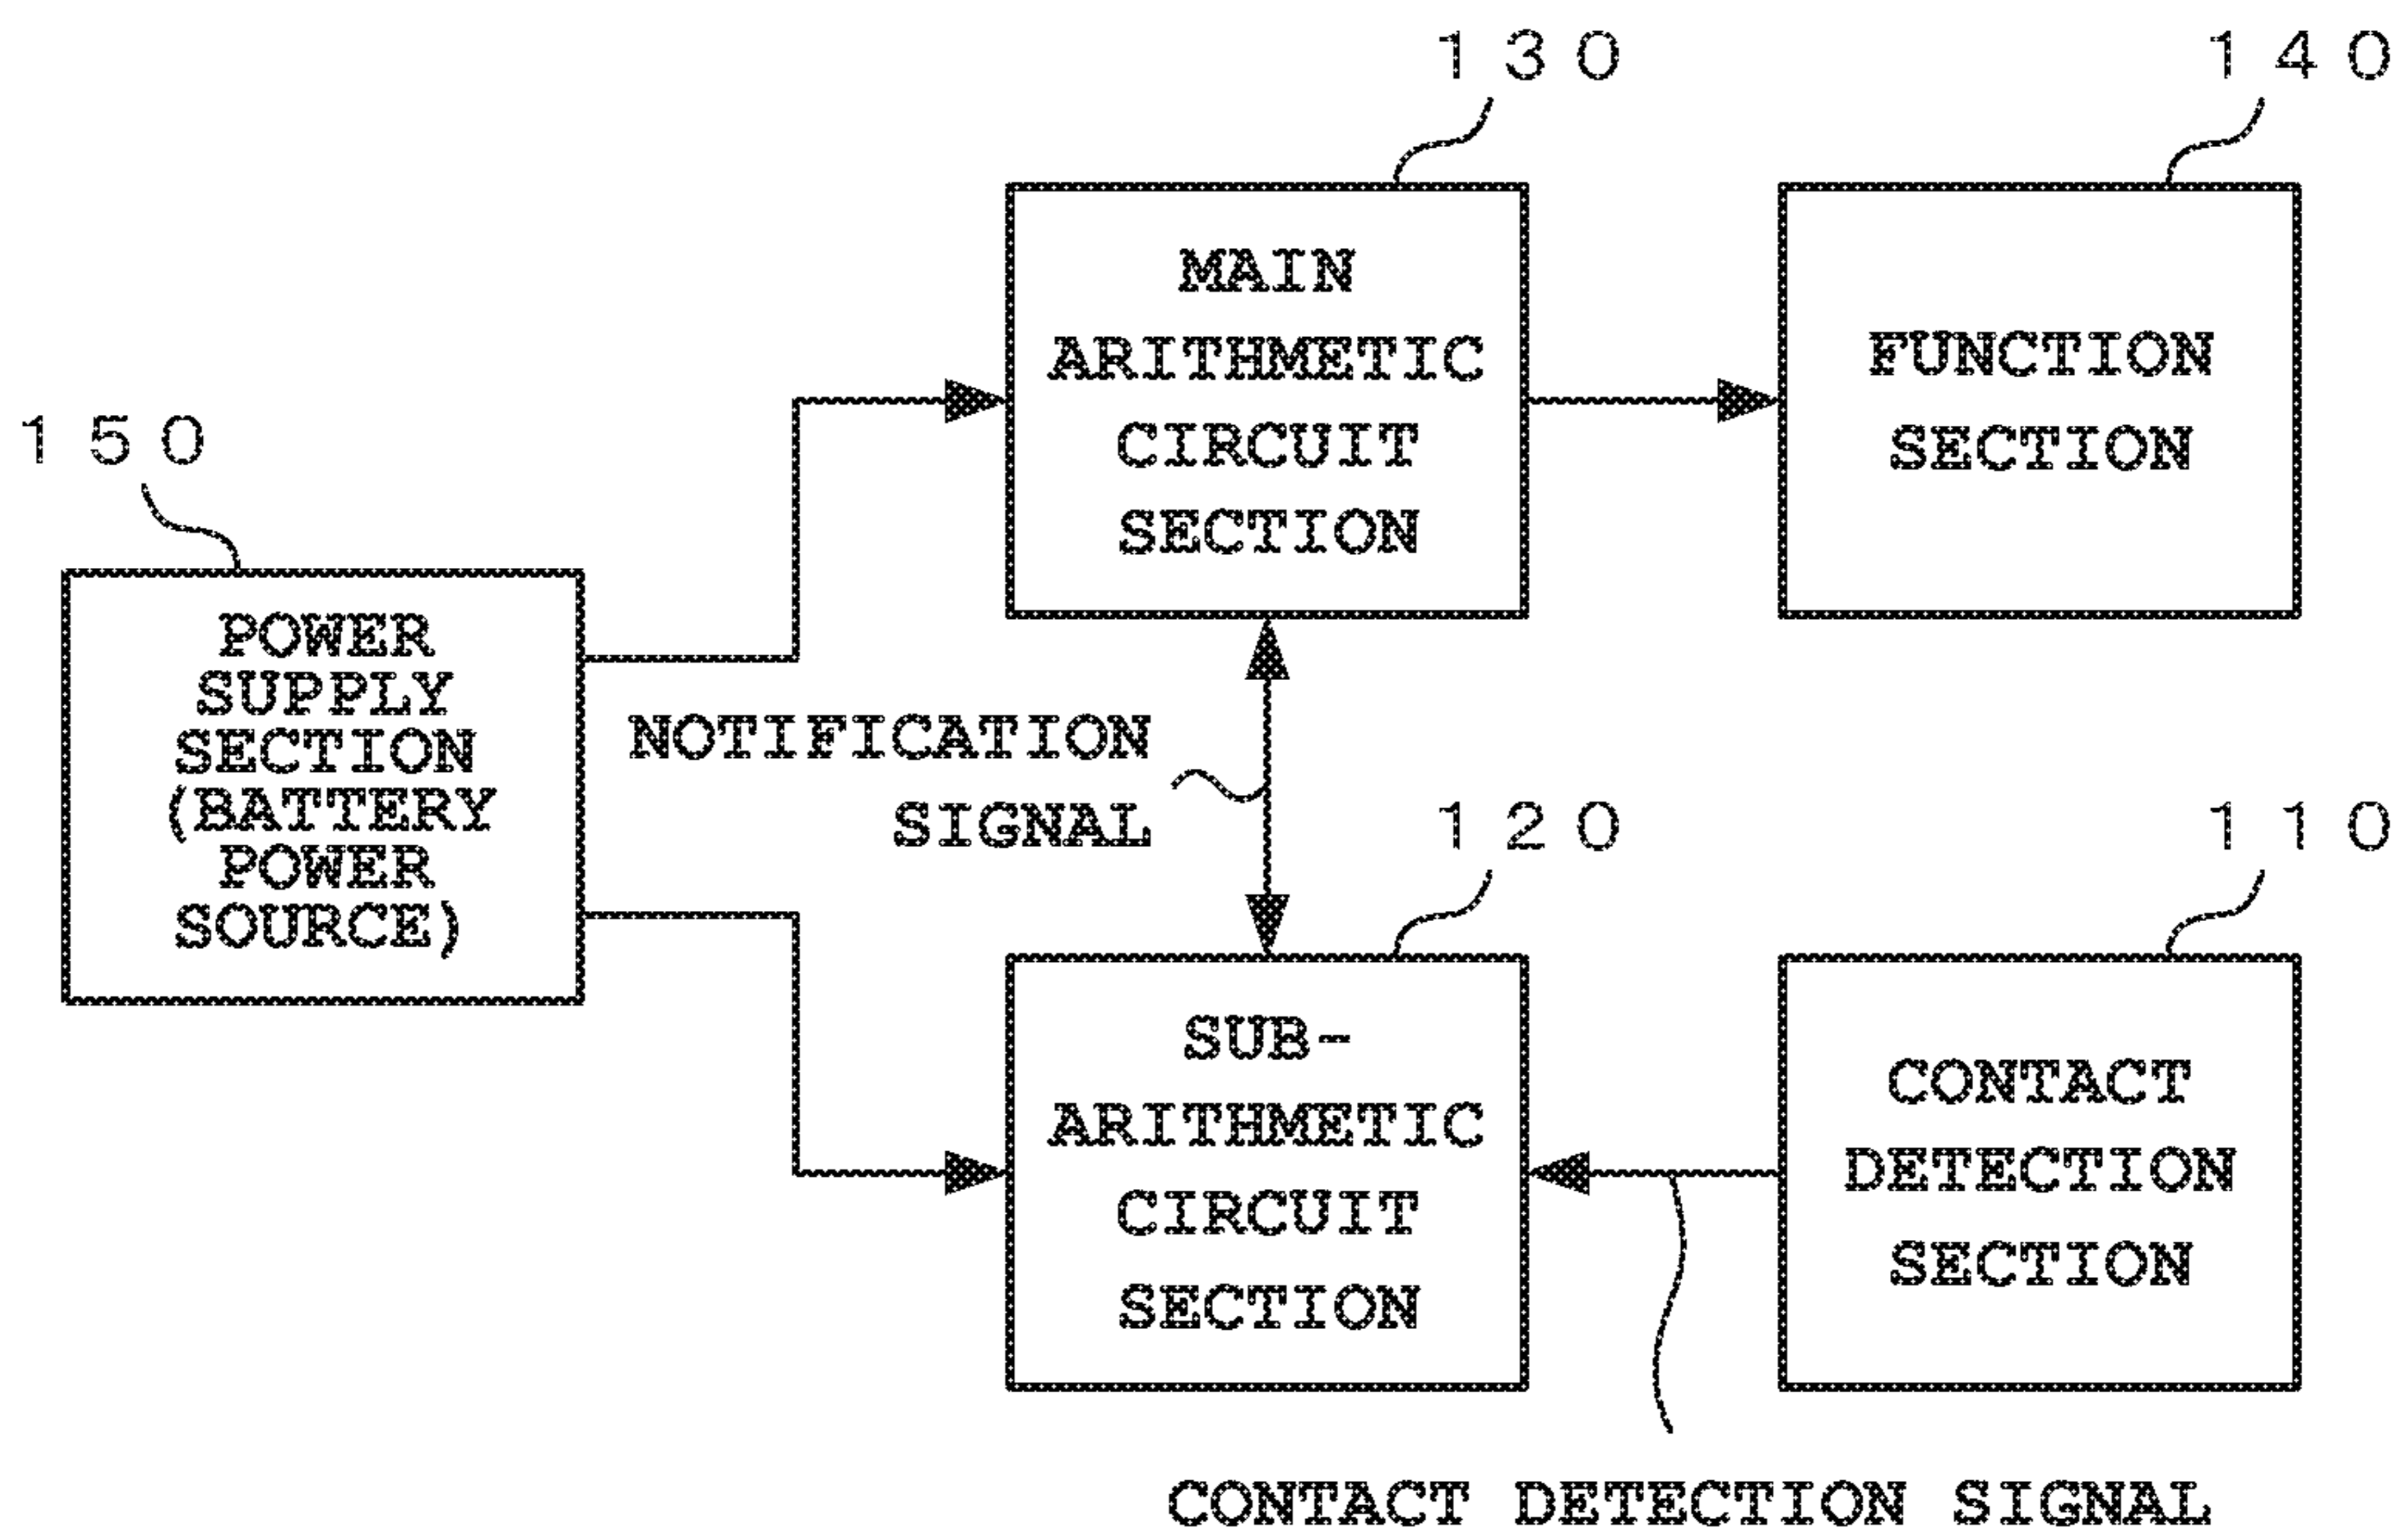 130
140
MAIN
ARITHMETIC
CIRCUIT
SECTION
FUNCTION
SECTION
150
POWER
SUPPLY
SECTION
(BATTERY
POWER
SOURCE)
NOTIFICATION
SIGNAL
120
110
SUB-
ARITHMETIC
CIRCUIT
SECTION
CONTACT
DETECTION
SECTION
CONTACT DETECTION SIGNAL